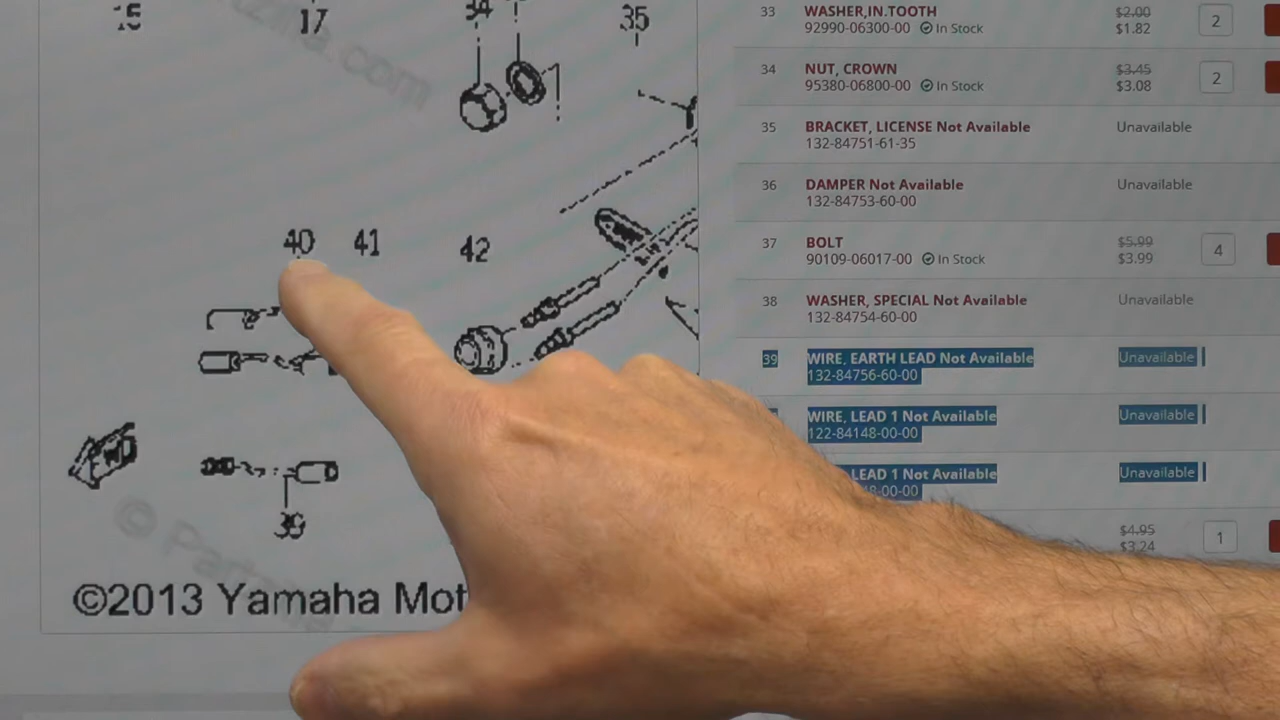 15
17
34
35
40
41
42
39
©2013 Yamaha Mot
33 WASHER,IN.TOOTH $2.00 2
92990-06300-00 In Stock $1.82
34 NUT, CROWN $3.45 2
95380-06800-00 In Stock $3.08
35 BRACKET, LICENSE Not Available Unavailable
132-84751-61-35
36 DAMPER Not Available Unavailable
132-84753-60-00
37 BOLT $5.99 4
90109-06017-00 In Stock $3.99
38 WASHER, SPECIAL Not Available Unavailable
132-84754-60-00
39 WIRE, EARTH LEAD Not Available Unavailable
132-84756-60-00
WIRE, LEAD 1 Not Available Unavailable
122-84148-00-00
LEAD 1 Not Available Unavailable
-00-00
$4.95 1
$3.24